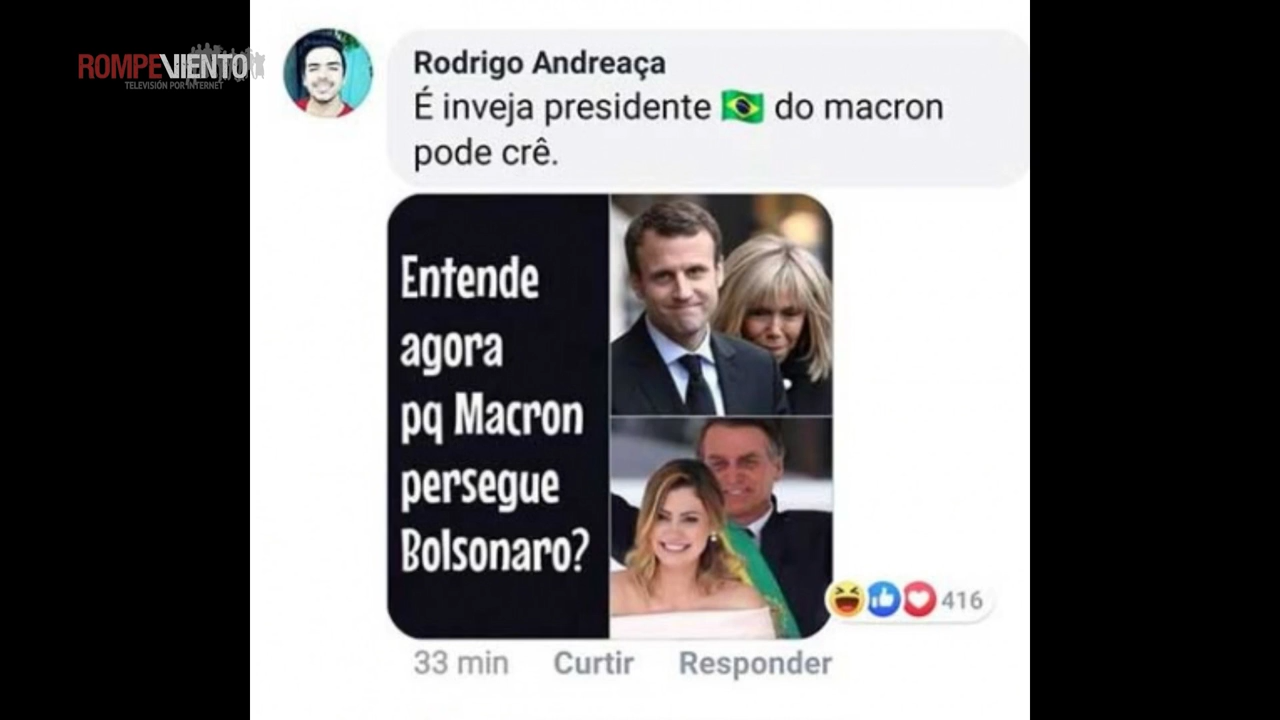 ROMPEVIENTO
TELEVISIÓN POR INTERNET
Rodrigo Andreaça
É inveja presidente 🇧🇷 do macron
pode crê.
Entende
agora
pq Macron
persegue
Bolsonaro?
416
33 min Curtir Responder